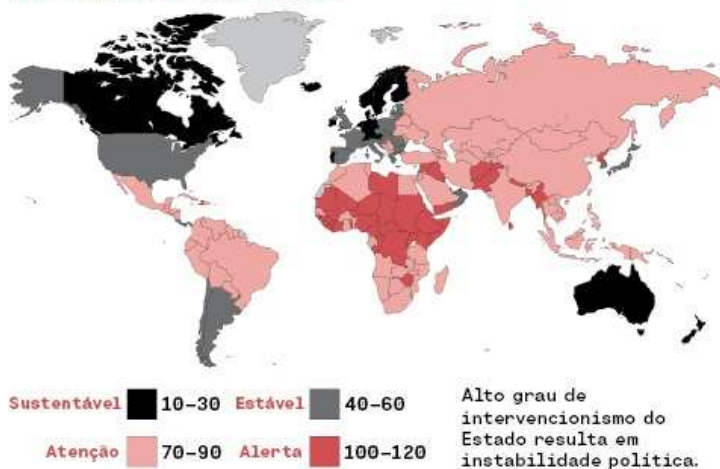 Sustentável 10-30 Estável 40-60
Atenção 70-90 Alerta 100-120
Alto grau de
intervencionismo do
Estado resulta em
instabilidade política.